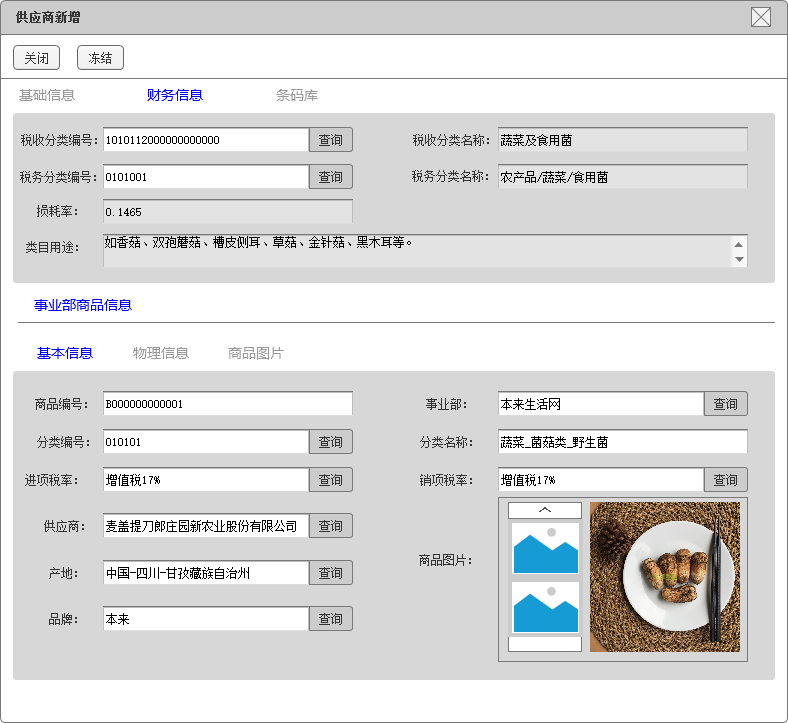 供应商新增
关闭 冻结
基础信息 财务信息 条码库
税收分类编号： 1010112000000000000 查询 税收分类名称： 蔬菜及食用菌
税务分类编号： 0101001 查询 税务分类名称： 农产品/蔬菜/食用菌
损耗率： 0.1465
类目用途： 如香菇、双孢蘑菇、糟皮侧耳、草菇、金针菇、黑木耳等。
事业部商品信息
基本信息 物理信息 商品图片
商品编号： B000000000001 事业部： 本来生活网 查询
分类编号： 010101 查询 分类名称： 蔬菜_菌菇类_野生菌
进项税率： 增值税17% 查询 销项税率： 增值税17% 查询
供应商： 麦盖提刀郎庄园新农业股份有限公司 查询
商品图片：
产地： 中国-四川-甘孜藏族自治州 查询
品牌： 本来 查询